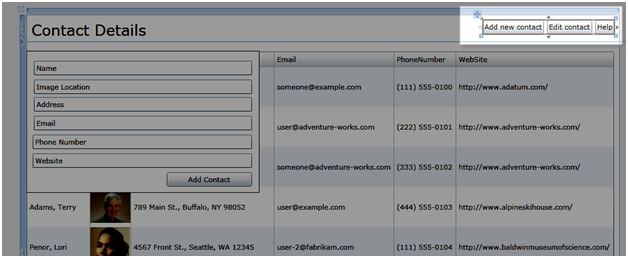 Contact Details
Add new contact Edit contact Help
Name
Image Location
Address
Email
Phone Number
Website
Add Contact
Email PhoneNumber WebSite
someone@example.com (111) 555-0100 http://www.adatum.com/
user@adventure-works.com (222) 555-0101 http://www.adventure-works.com/
someone@adventure-works.com (333) 555-0102 http://www.adventure-works.com/
Adams, Terry 789 Main St., Buffalo, NY 98052 user@example.com (444) 555-0103 http://www.alpineskihouse.com/
Penor, Lori 4567 Front St., Seattle, WA 12345 user-2@fabrikam.com (111) 555-0104 http://www.baldwinmuseumofscience.com/